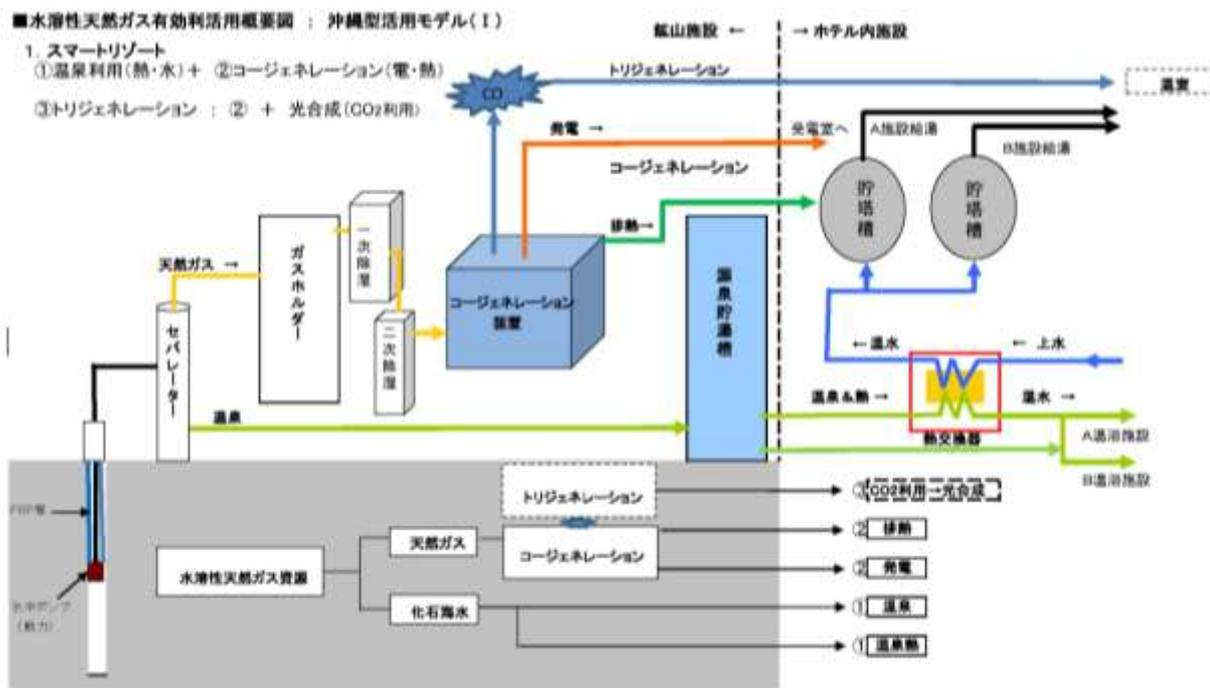 ■水溶性天然ガス有効利活用概要図 : 沖縄型活用モデル(Ⅰ)
1. スマートリゾート
①温泉利用(熱・水)+ ②コージェネレーション(電・熱)
③トリジェネレーション : ② + 光合成(CO2利用)
鉱山施設 ←
→ ホテル内施設
CO
トリジェネレーション
温室
発電 →
受電室へ
A施設給湯
B施設給湯
コージェネレーション
排熱→
貯塔槽
貯塔槽
天然ガス →
ガスホルダー
一次除湿
二次除湿
コージェネレーション
装置
温泉貯湯槽
セパレーター
温泉
← 温水
← 上水
温泉&熱 →
温水 →
熱交換器
A温浴施設
B温浴施設
トリジェネレーション
③CO2利用→光合成
天然ガス
コージェネレーション
②排熱
②発電
水溶性天然ガス資源
化石海水
①温泉
①温泉熱
FRP管
水中ポンプ
(動力)